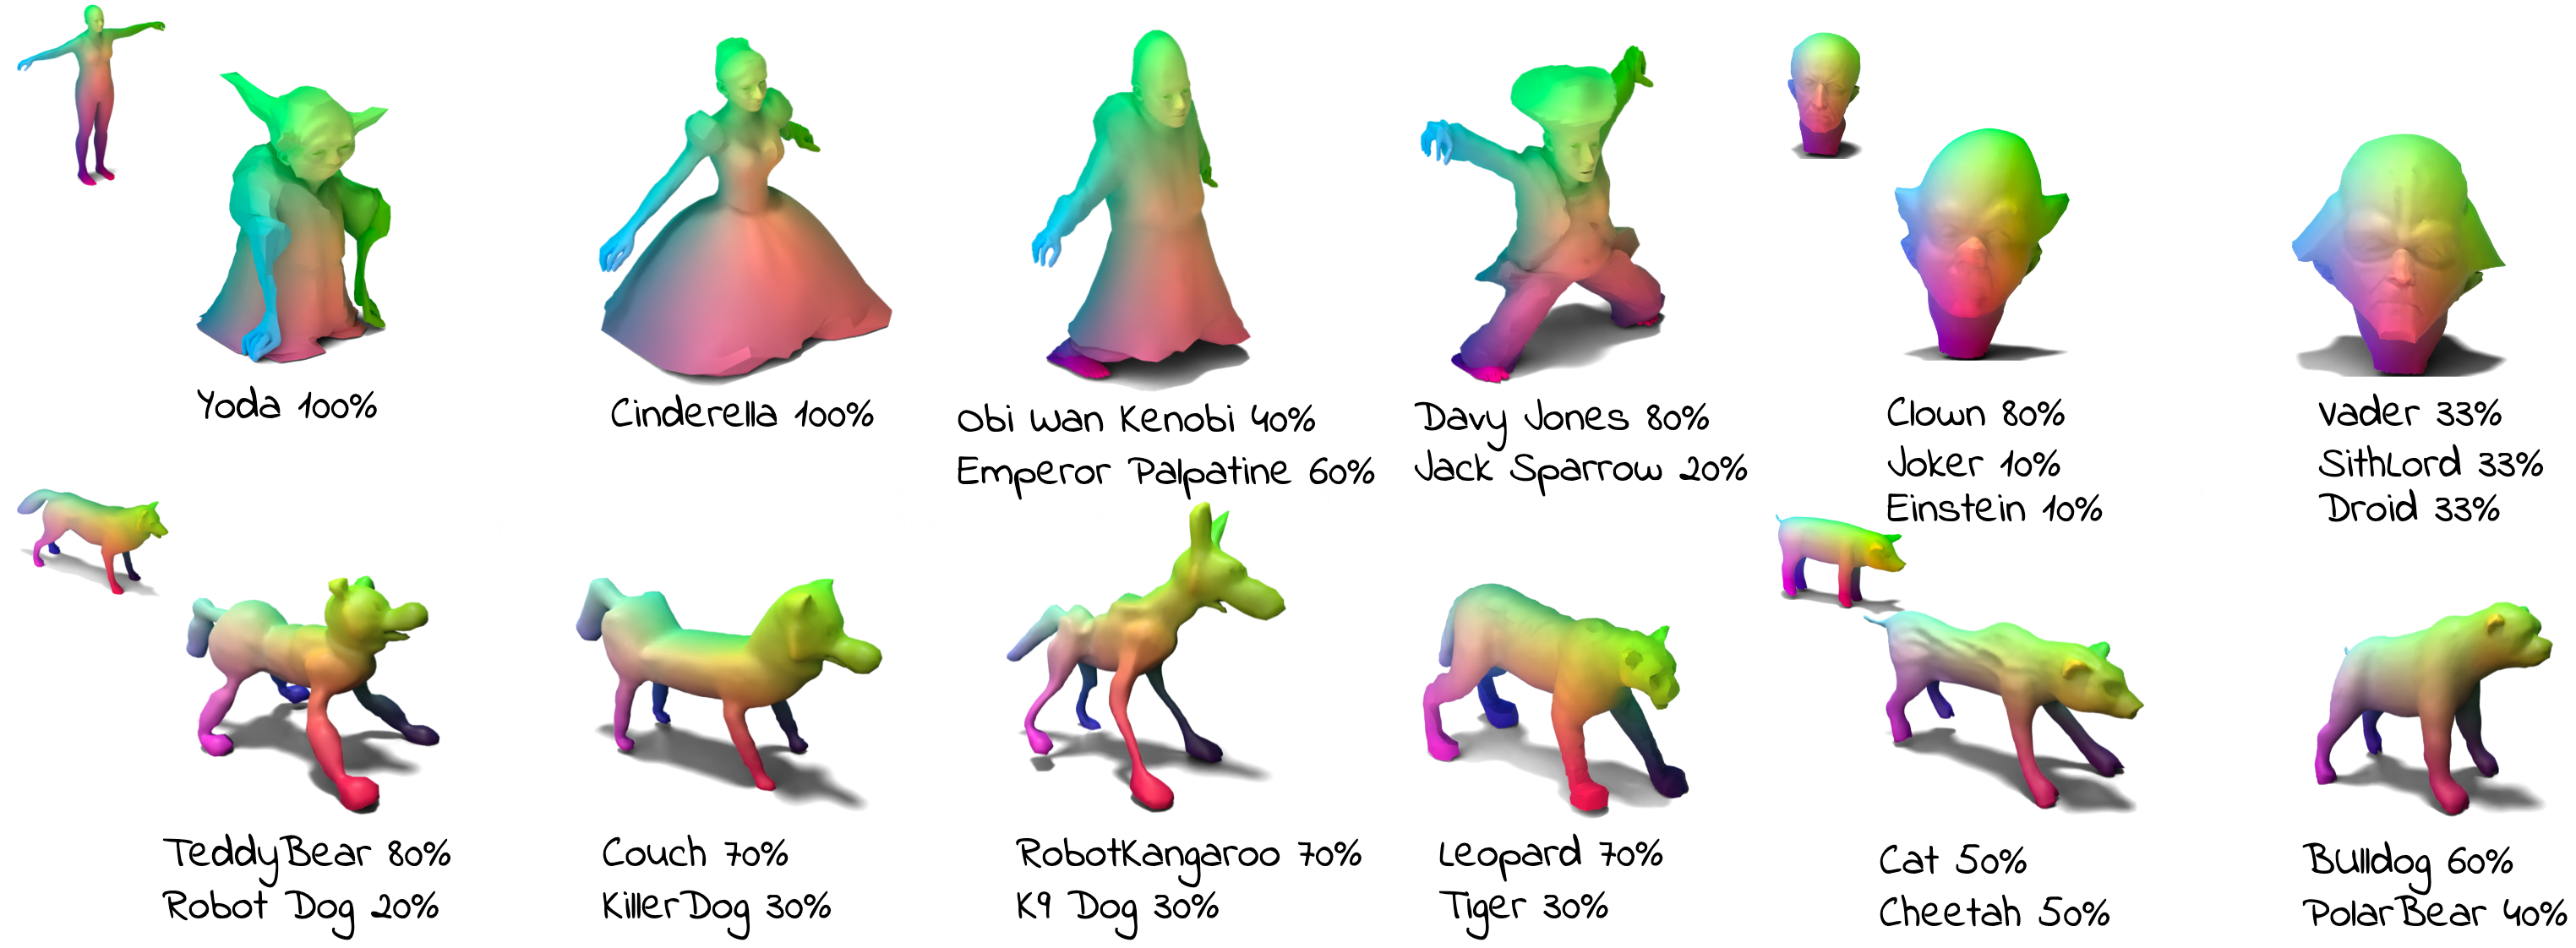 Yoda 100%
Cinderella 100%
Obi Wan Kenobi 40%
Emperor Palpatine 60%
Davy Jones 80%
Jack Sparrow 20%
Clown 80%
Joker 10%
Einstein 10%
Vader 33%
SithLord 33%
Droid 33%
TeddyBear 80%
Robot Dog 20%
Couch 70%
KillerDog 30%
RobotKangaroo 70%
K9 Dog 30%
Leopard 70%
Tiger 30%
Cat 50%
Cheetah 50%
Bulldog 60%
PolarBear 40%